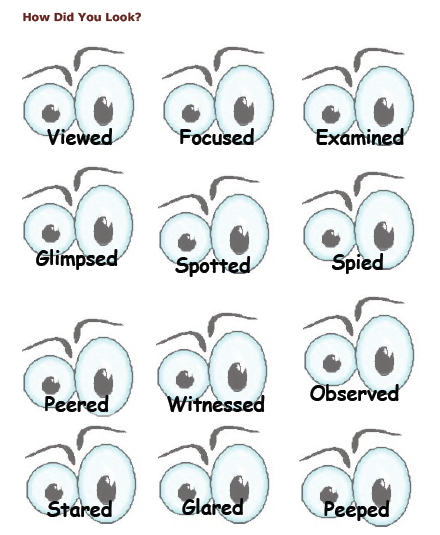 How Did You Look?
Viewed Focused Examined
Glimpsed Spotted Spied
Peered Witnessed Observed
Stared Glared Peeped